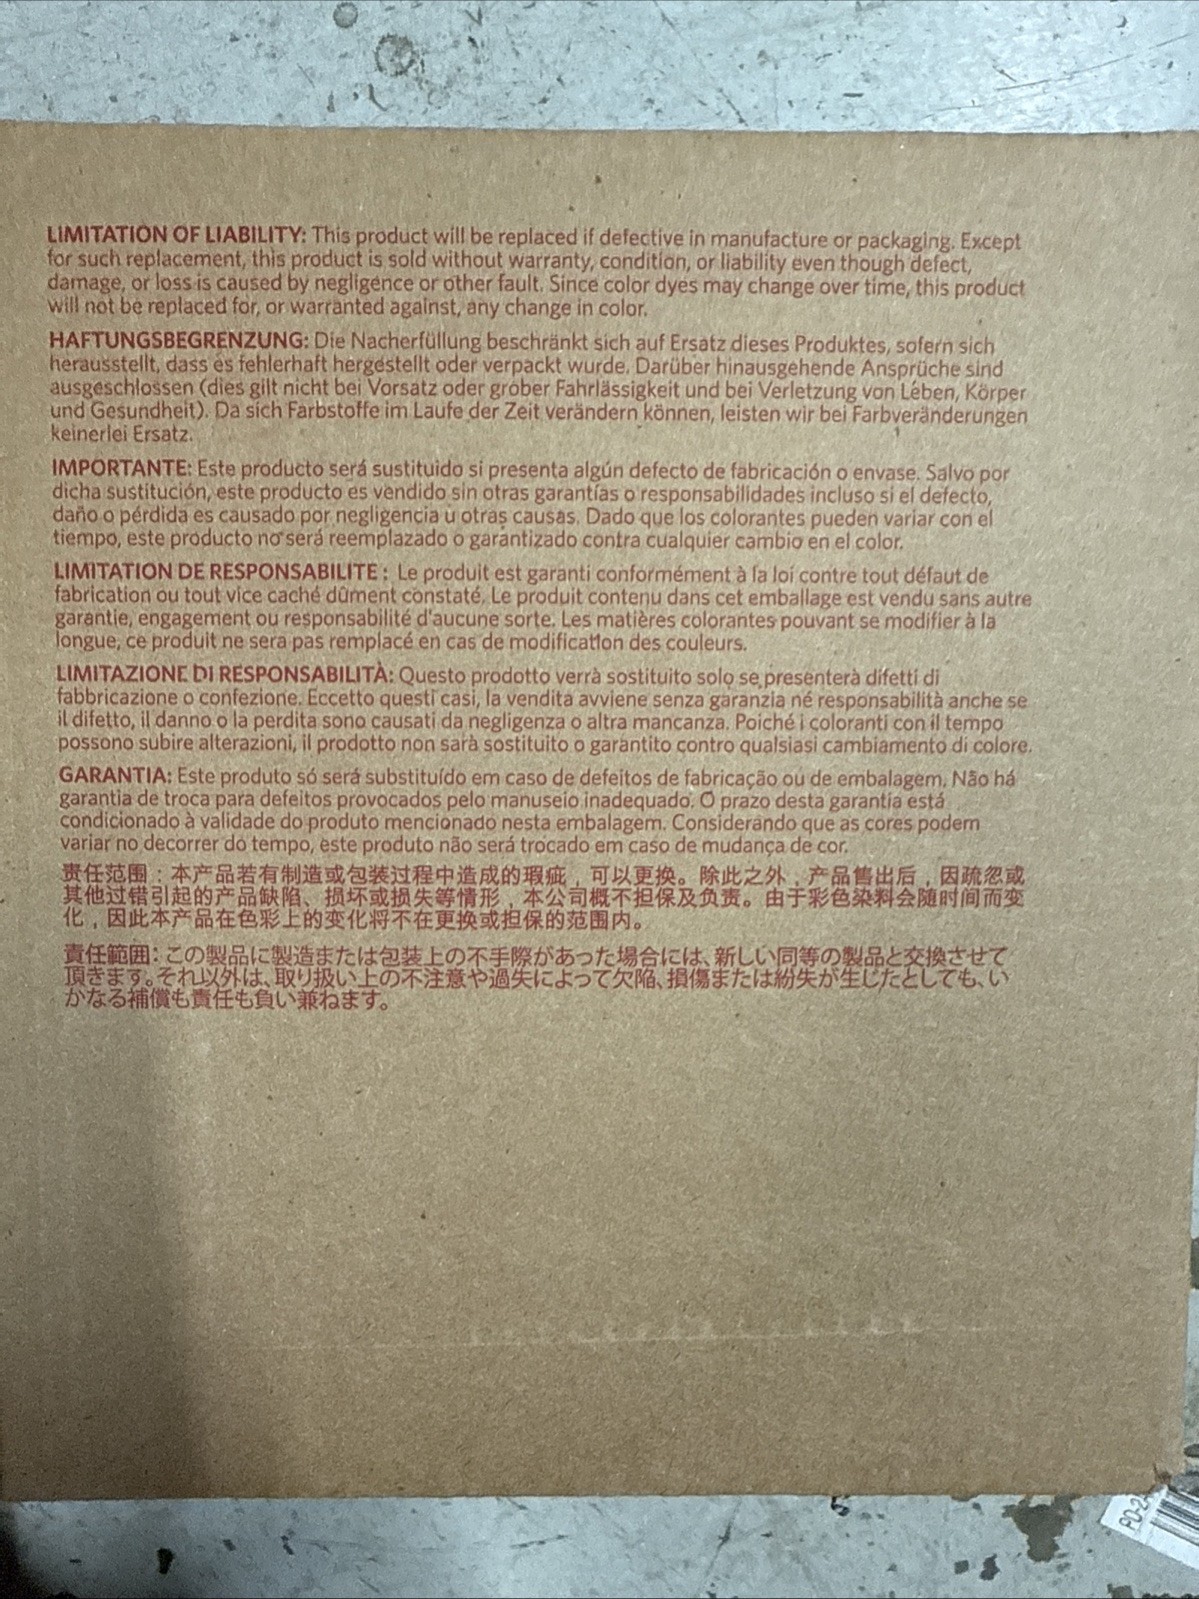 LIMITATION OF LIABILITY: This product will be replaced if defective in manufacture or packaging. Except
for such replacement, this product is sold without warranty, condition, or liability even though defect,
damage, or loss is caused by negligence or other fault. Since color dyes may change over time, this product
will not be replaced for, or warranted against, any change in color.
HAFTUNGSBEGRENZUNG: Die Nacherfüllung beschränkt sich auf Ersatz dieses Produktes, sofern sich
herausstellt, dass es fehlerhaft hergestellt oder verpackt wurde. Darüber hinausgehende Ansprüche sind
ausgeschlossen (dies gilt nicht bei Vorsatz oder grober Fahrlässigkeit und bei Verletzung von Leben, Körper
und Gesundheit). Da sich Farbstoffe im Laufe der Zeit verändern können, leisten wir bei Farbveränderungen
keinerlei Ersatz.
IMPORTANTE: Este producto será sustituido si presenta algún defecto de fabricación o envase. Salvo por
dicha sustitución, este producto es vendido sin otras garantías o responsabilidades incluso si el defecto,
daño o pérdida es causado por negligencia u otras causas. Dado que los colorantes pueden variar con el
tiempo, este producto no será reemplazado o garantizado contra cualquier cambio en el color.
LIMITATION DE RESPONSABILITE : Le produit est garanti conformément à la loi contre tout défaut de
fabrication ou tout vice caché dûment constaté. Le produit contenu dans cet emballage est vendu sans autre
garantie, engagement ou responsabilité d'aucune sorte. Les matières colorantes pouvant se modifier à la
longue, ce produit ne sera pas remplacé en cas de modification des couleurs.
LIMITAZIONE DI RESPONSABILITÀ: Questo prodotto verrà sostituito solo se presenterà difetti di
fabbricazione o confezione. Eccetto questi casi, la vendita avviene senza garanzia né responsabilità anche se
il difetto, il danno o la perdita sono causati da negligenza o altra mancanza. Poiché i coloranti con il tempo
possono subire alterazioni, il prodotto non sarà sostituito o garantito contro qualsiasi cambiamento di colore.
GARANTIA: Este produto só será substituído em caso de defeitos de fabricação ou de embalagem. Não há
garantia de troca para defeitos provocados pelo manuseio inadequado. O prazo desta garantia está
condicionado à validade do produto mencionado nesta embalagem. Considerando que as cores podem
variar no decorrer do tempo, este produto não será trocado em caso de mudança de cor.
责任范围：本产品若有制造或包装过程中造成的瑕疵，可以更换。除此之外，产品售出后，因疏忽或
其他过错引起的产品缺陷、损坏或损失等情形，本公司概不担保及负责。由于彩色染料会随时间而变
化，因此本产品在色彩上的变化将不在更换或担保的范围内。
責任範囲：この製品に製造または包装上の不手際があった場合には、新しい同等の製品と交換させて
頂きます。それ以外は、取り扱い上の不注意や過失によって欠陥、損傷または紛失が生じたとしても、い
かなる補償も責任も負い兼ねます。
PO-2-